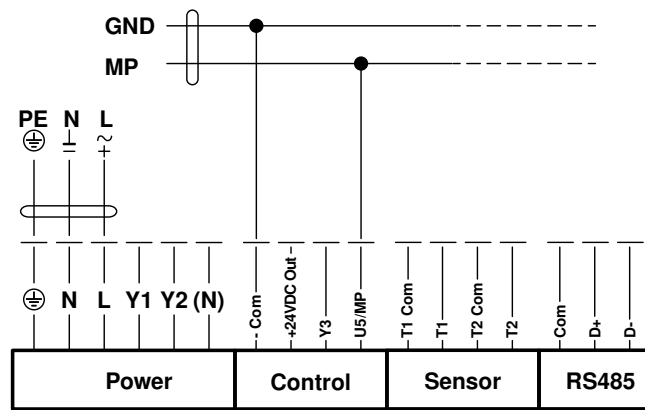 GND
MP
PE N L
N L Y1 Y2 (N)
- Com
+24VDC Out
Y3
U5/MP
T1 Com
T1
T2 Com
T2
Com
D+
D-
Power Control Sensor RS485